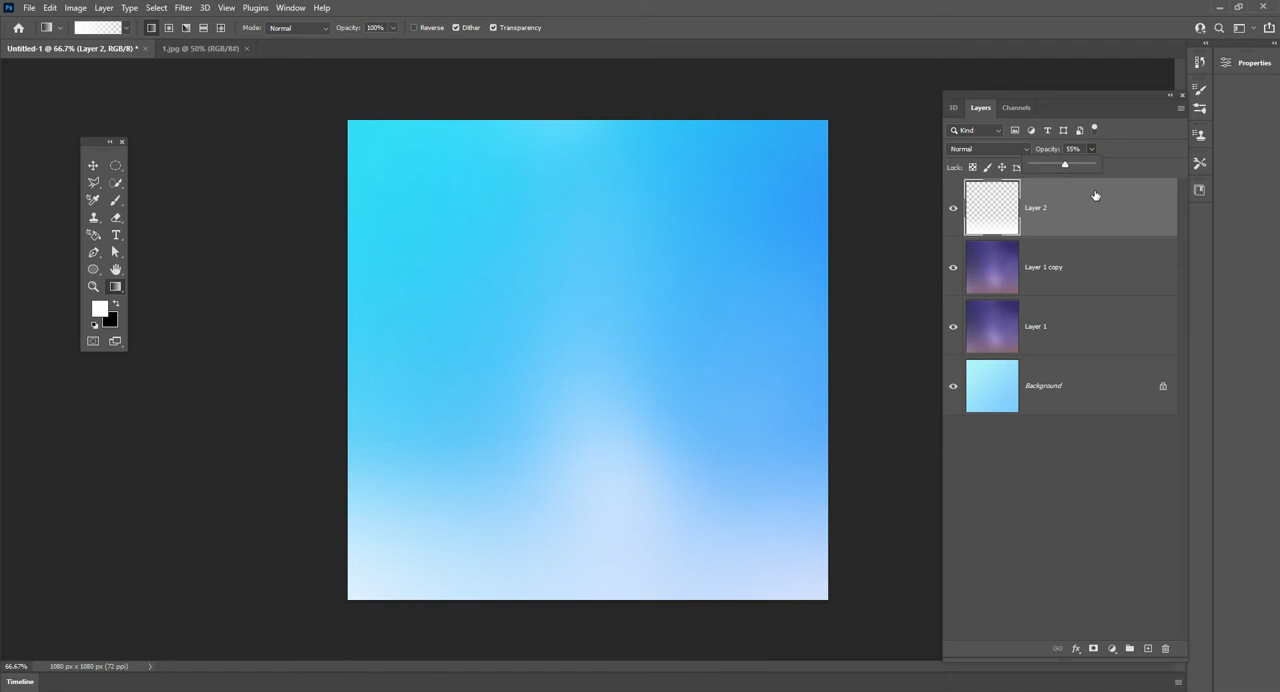 Ps File Edit Image Layer Type Select Filter 3D View Plugins Window Help
Mode: Normal Opacity: 100% Reverse Dither Transparency
Untitled-1 @ 66.7% (Layer 2, RGB/8) * × 1.jpg @ 50% (RGB/8#) ×
Properties
3D Layers Channels
Kind
Normal Opacity: 55%
Lock:
Layer 2
Layer 1 copy
Layer 1
Background
fx
66.67% 1080 px x 1080 px (72 ppi)
Timeline